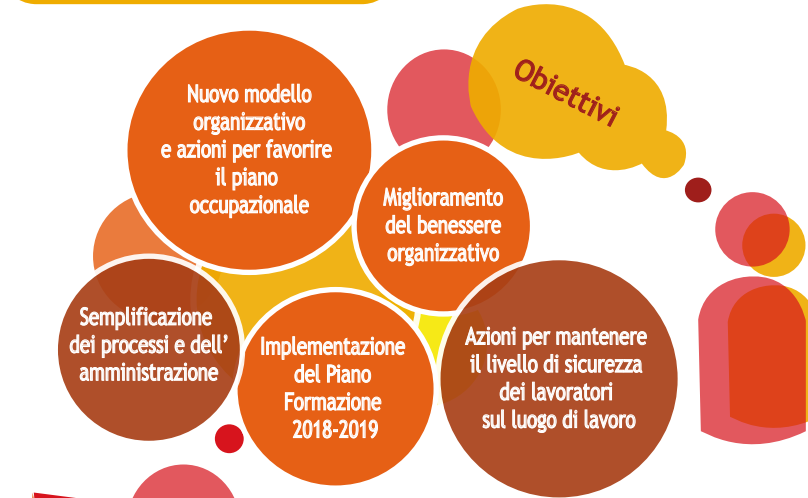 Obiettivi
Nuovo modello
organizzativo
e azioni per favorire
il piano
occupazionale
Miglioramento
del benessere
organizzativo
Semplificazione
dei processi e dell’
amministrazione
Implementazione
del Piano
Formazione
2018-2019
Azioni per mantenere
il livello di sicurezza
dei lavoratori
sul luogo di lavoro